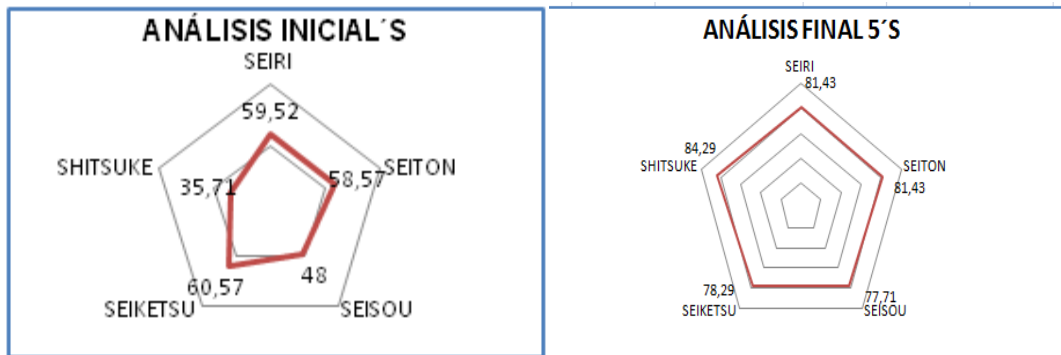 ANÁLISIS INICIAL´S
SEIRI
59,52
SHITSUKE
SEITON
35,71
58,57
60,57
48
SEIKETSU
SEISOU
ANÁLISIS FINAL 5´S
SEIRI
81,43
84,29
SHITSUKE
SEITON
81,43
78,29
77,71
SEIKETSU
SEISOU